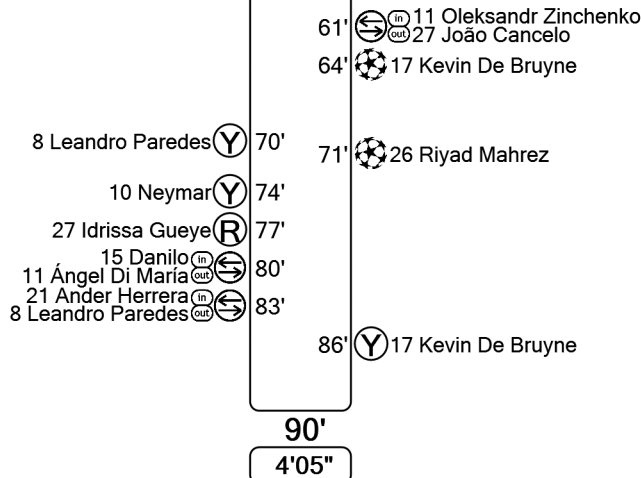 61' in 11 Oleksandr Zinchenko
out 27 João Cancelo
64' 17 Kevin De Bruyne
8 Leandro Paredes Y 70'
71' 26 Riyad Mahrez
10 Neymar Y 74'
27 Idrissa Gueye R 77'
15 Danilo in 80'
11 Ángel Di María out
21 Ander Herrera in 83'
8 Leandro Paredes out
86' Y 17 Kevin De Bruyne
90'
4'05"